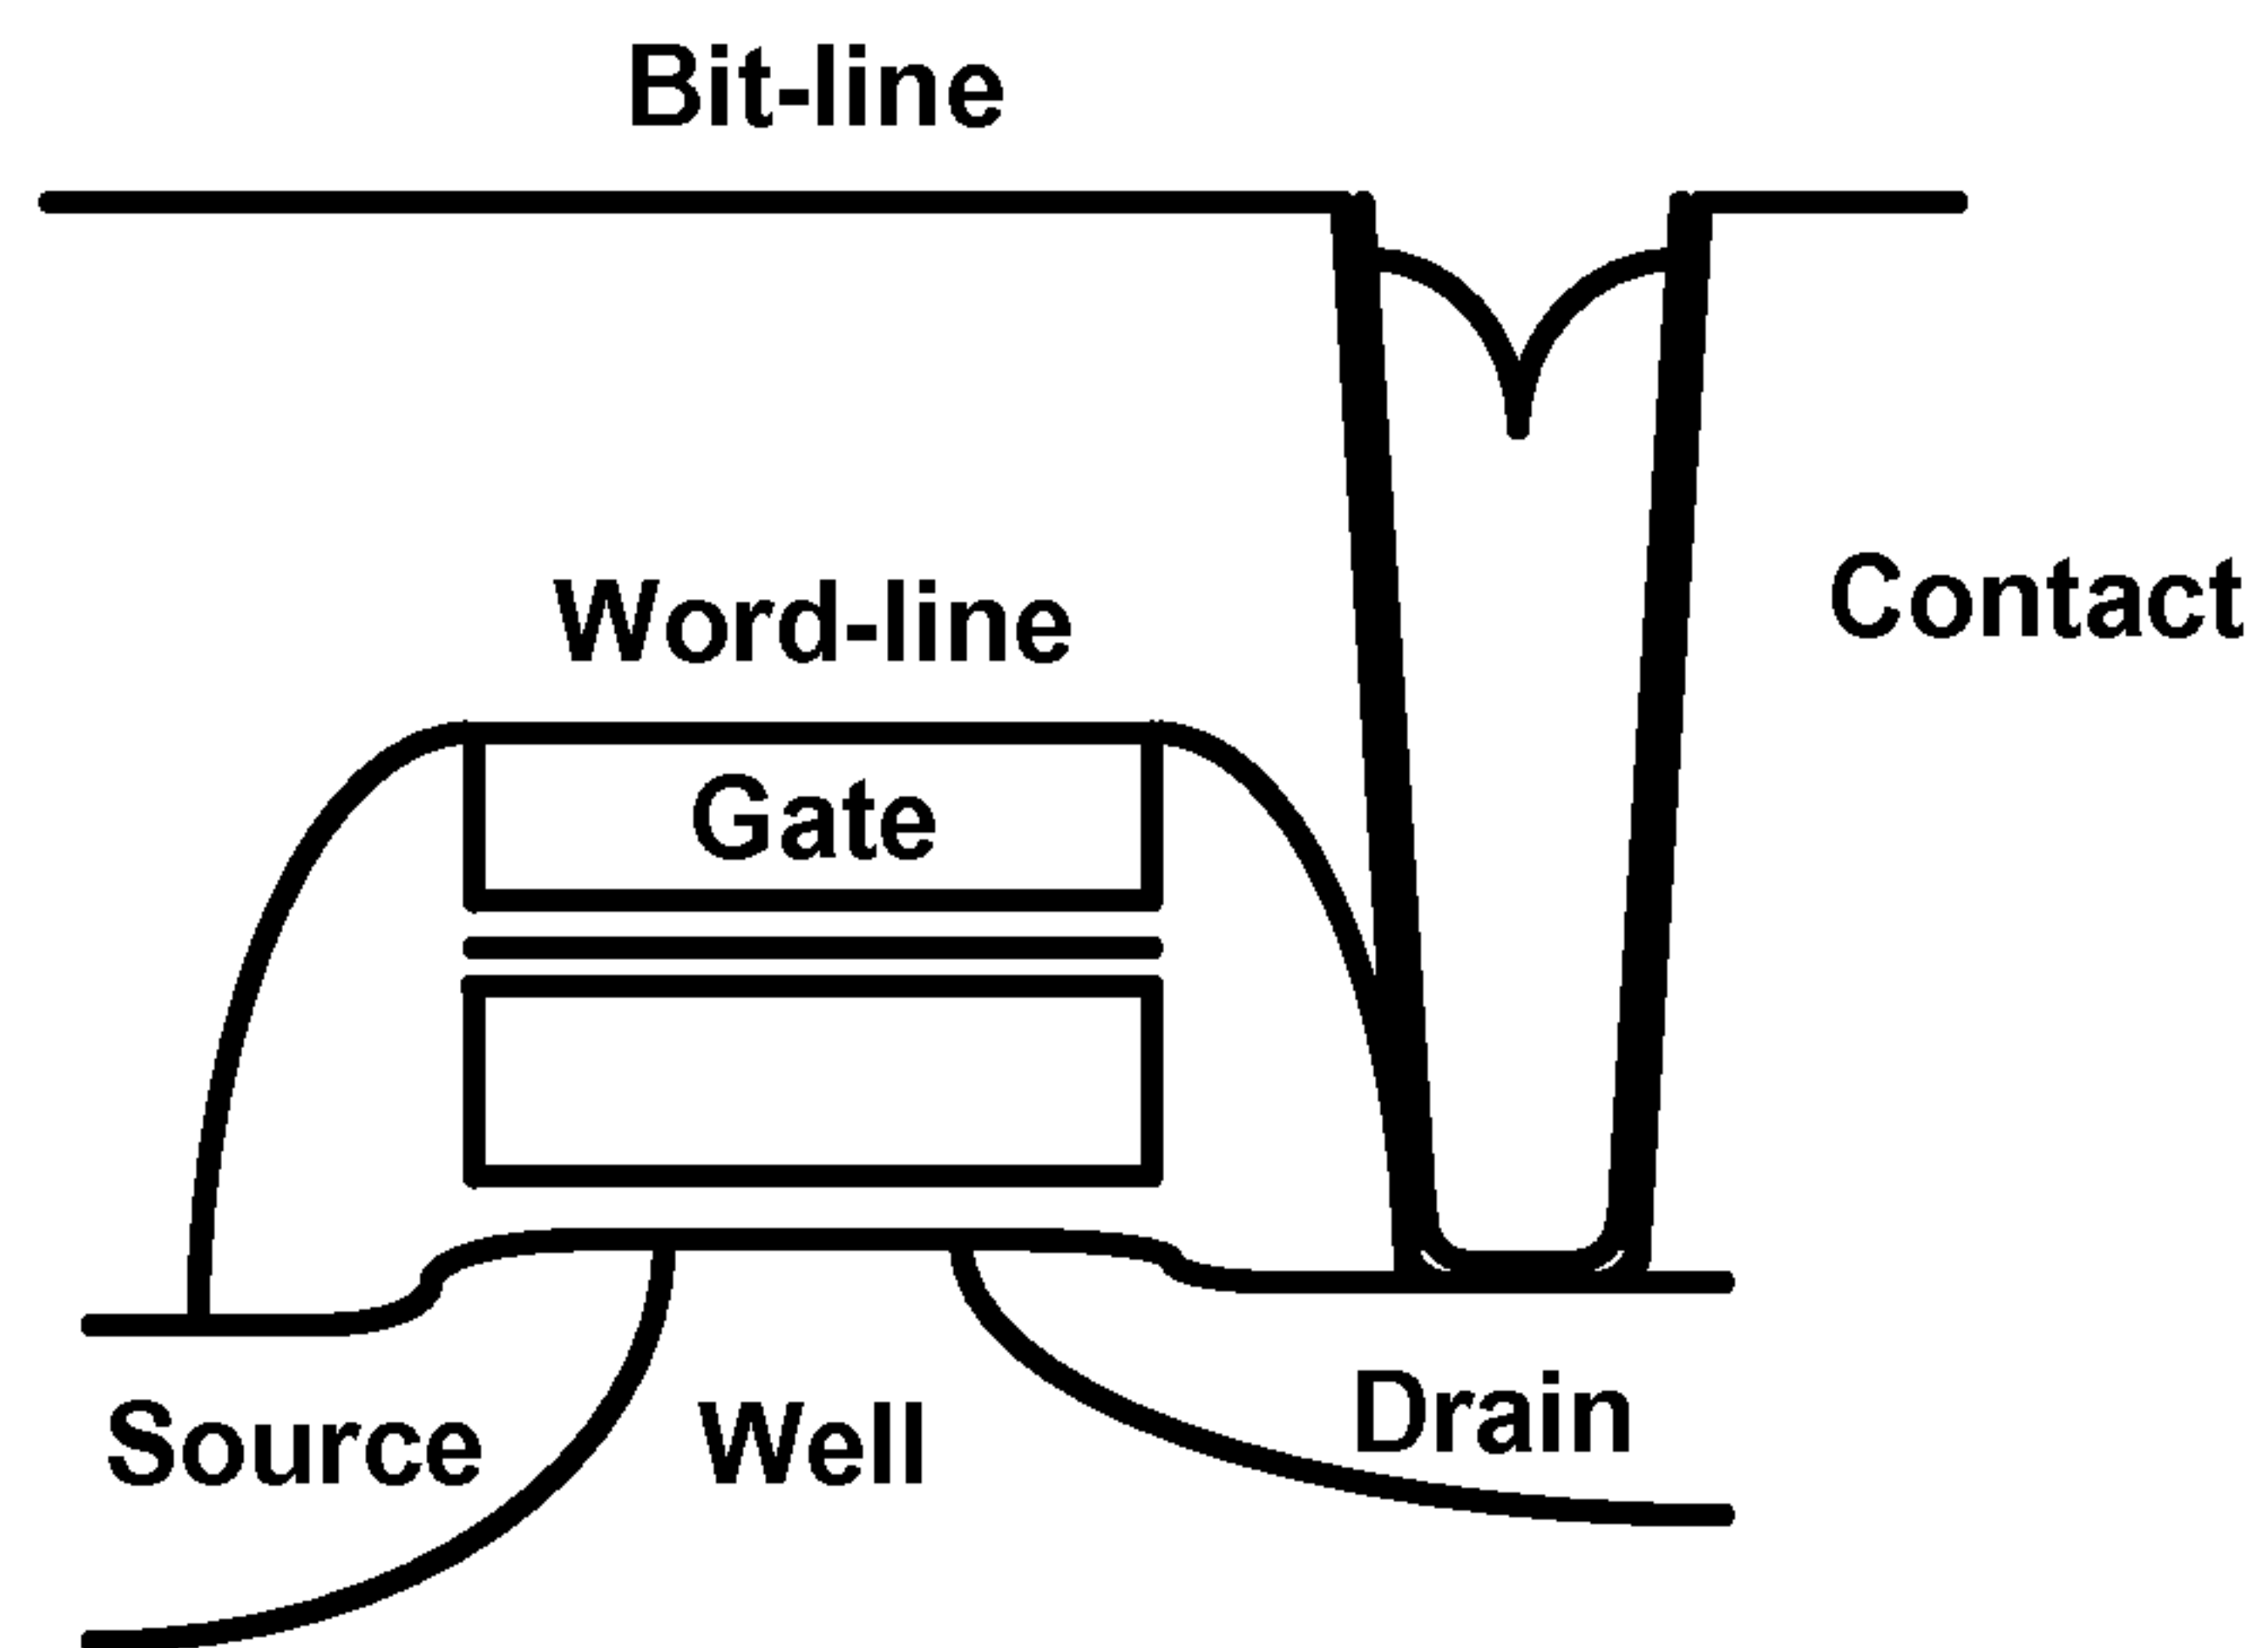 Bit-line
Contact
Word-line
Gate
Source
Well
Drain